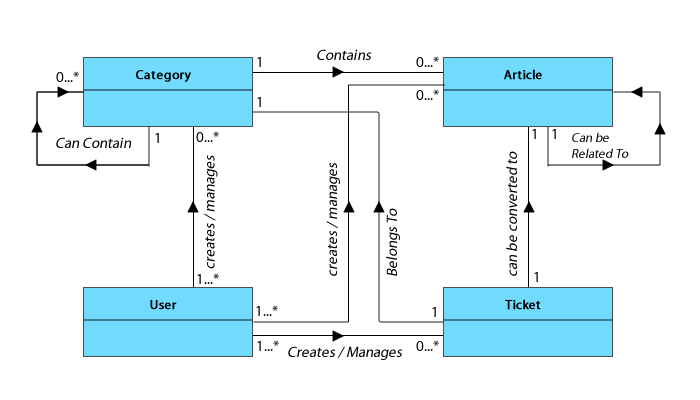 1
Contains
0...*
0...*
Category
Article
1
0...*
Can Contain
1
0...*
1
1
Can be
Related To
creates / manages
creates / manages
Belongs To
can be converted to
1...*
1
User
Ticket
1...*
1
1...*
Creates / Manages
0...*